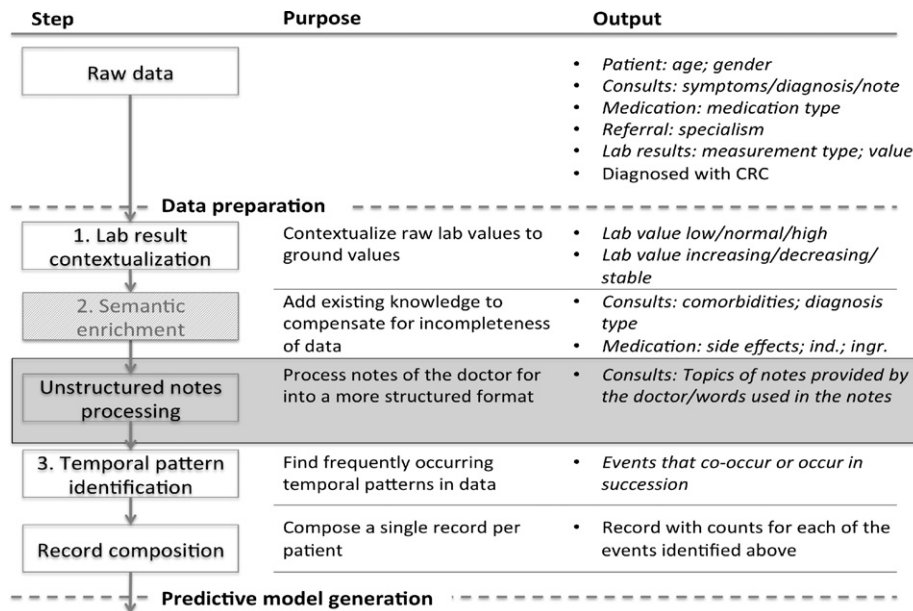 Step Purpose Output
Raw data
• Patient: age; gender
• Consults: symptoms/diagnosis/note
• Medication: medication type
• Referral: specialism
• Lab results: measurement type; value
• Diagnosed with CRC
Data preparation
1. Lab result
contextualization
Contextualize raw lab values to
ground values
• Lab value low/normal/high
• Lab value increasing/decreasing/
stable
2. Semantic
enrichment
Add existing knowledge to
compensate for incompleteness
of data
• Consults: comorbidities; diagnosis
type
• Medication: side effects; ind.; ingr.
Unstructured notes
processing
Process notes of the doctor for
into a more structured format
• Consults: Topics of notes provided by
the doctor/words used in the notes
3. Temporal pattern
identification
Find frequently occurring
temporal patterns in data
• Events that co-occur or occur in
succession
Record composition
Compose a single record per
patient
• Record with counts for each of the
events identified above
Predictive model generation